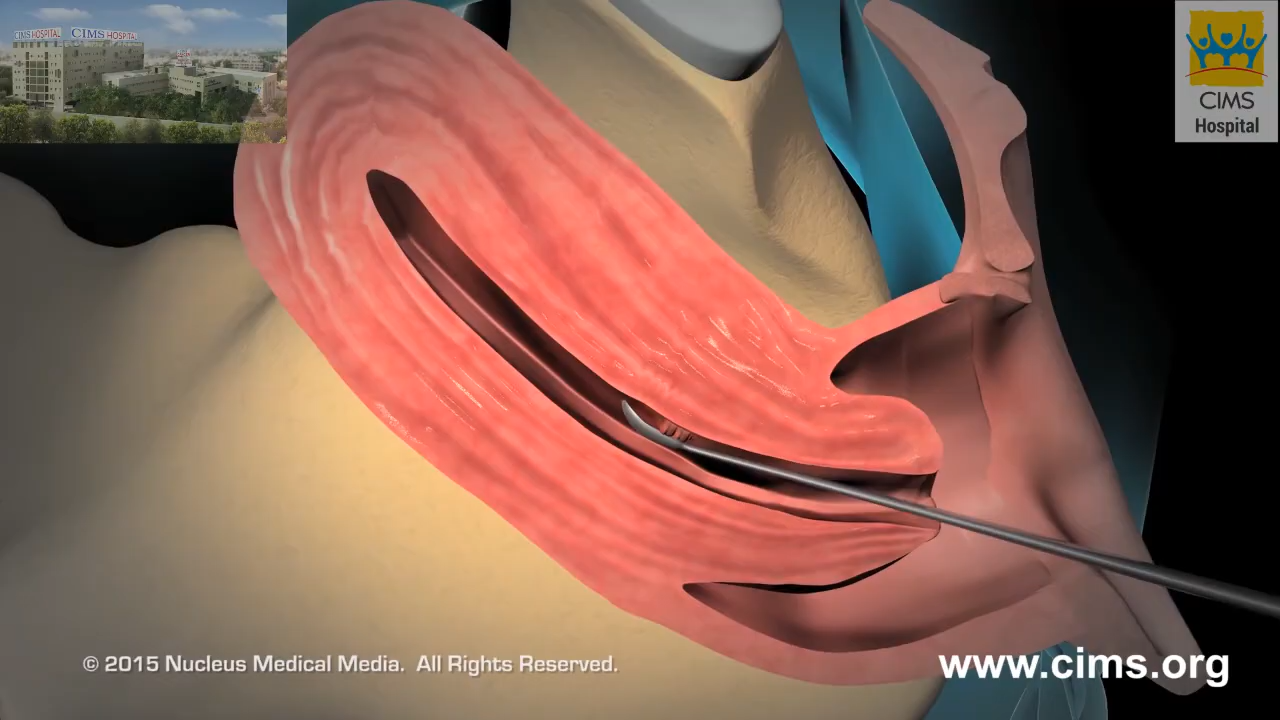 CIMS HOSPITAL CIMS HOSPITAL
CIMS
Hospital
© 2015 Nucleus Medical Media. All Rights Reserved.
www.cims.org